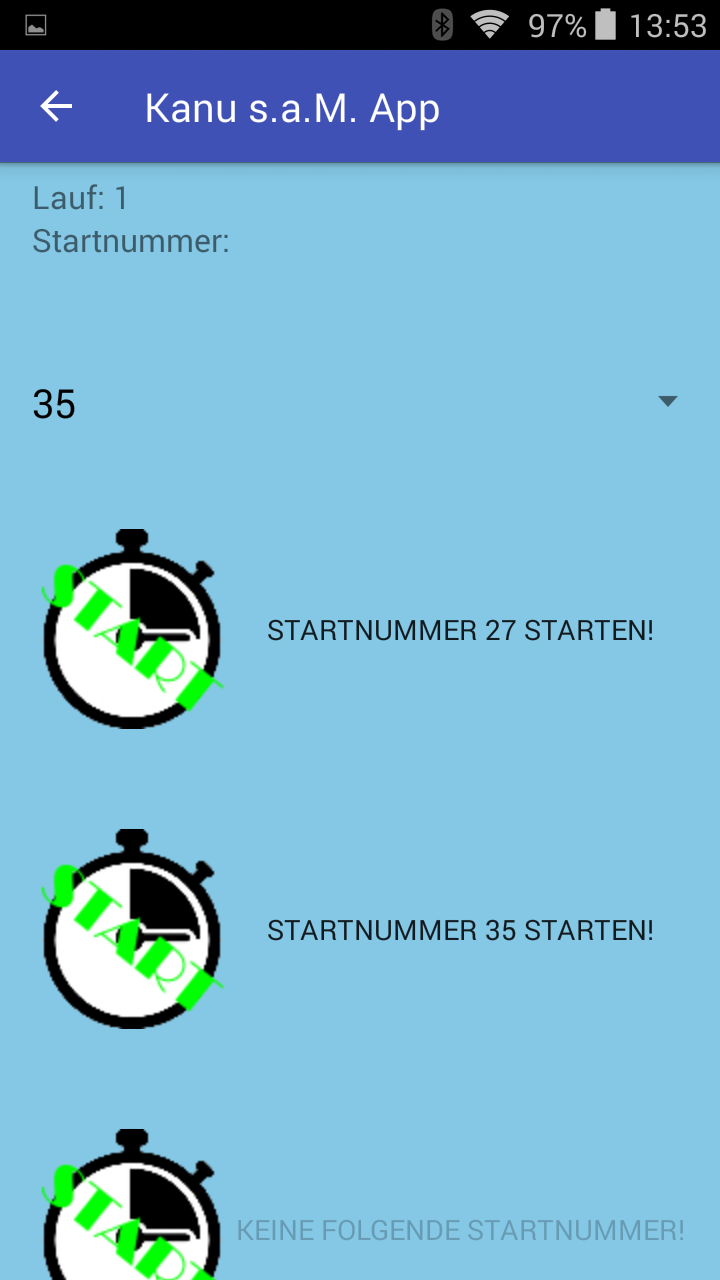 97% 13:53
Kanu s.a.M. App
Lauf: 1
Startnummer:
35
START
STARTNUMMER 27 STARTEN!
START
STARTNUMMER 35 STARTEN!
START
KEINE FOLGENDE STARTNUMMER!